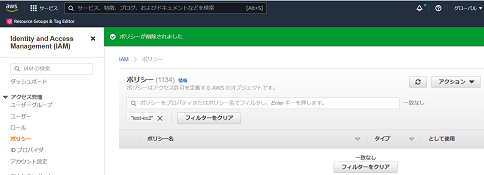 aws
サービス
サービス、特徴、ブログ、およびドキュメントなどを検索
[Alt+S]
グローバル
Resource Groups & Tag Editor
Identity and Access
Management (IAM)
IAM の検索
ダッシュボード
アクセス管理
ユーザーグループ
ユーザー
ロール
ポリシー
ID プロバイダ
アカウント設定
ポリシーが削除されました
IAM > ポリシー
ポリシー (1134) 情報
ポリシーはアクセス許可を定義する AWS のオブジェクトです。
アクション
ポリシーをプロパティまたはポリシー名でフィルタし、Enter キーを押します。
一致なし
"test-ec2" ×
フィルターをクリア
ポリシー名
タイプ
として使用
一致なし
フィルターをクリア